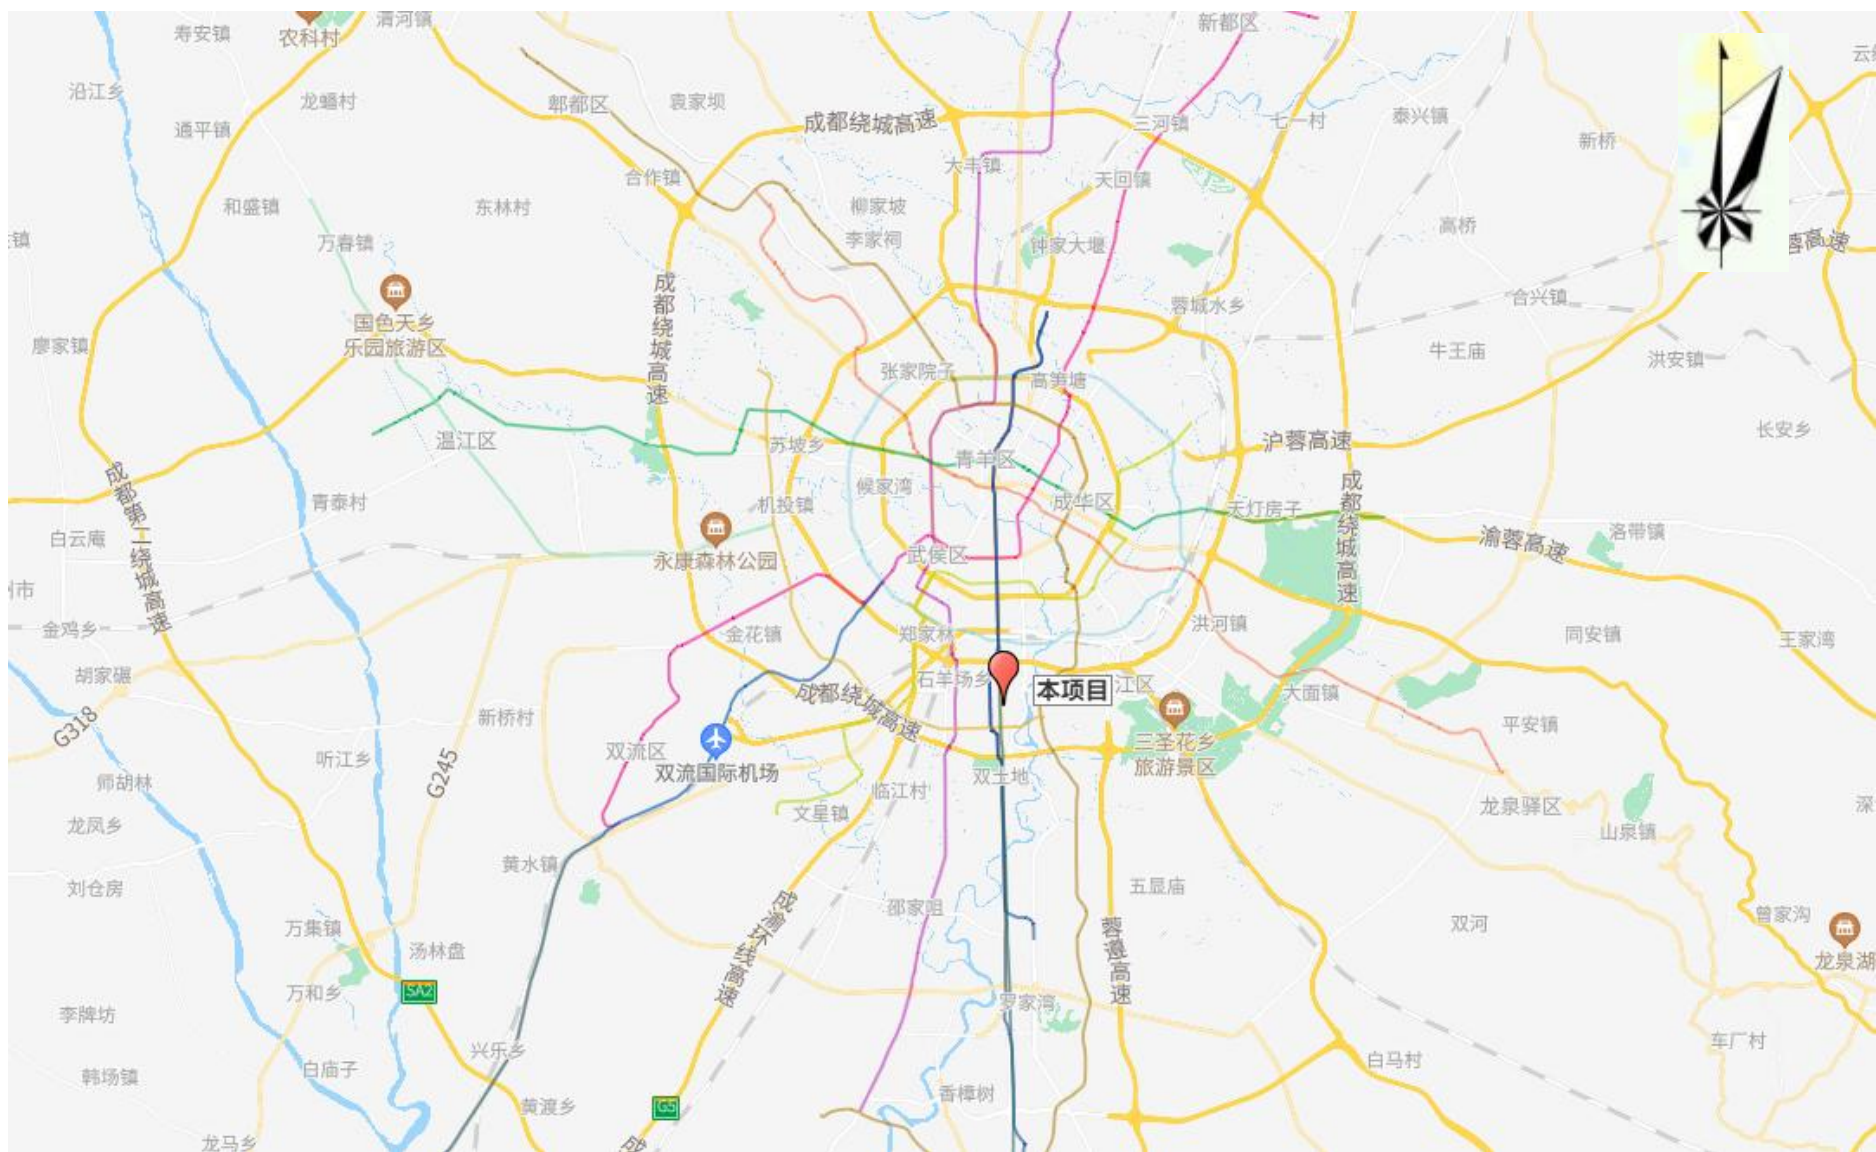 寿安镇
农科村
清河镇
新都区
沿江乡
龙蟠村
郫都区
袁家坝
通平镇
成都绕城高速
三河镇
七一村
泰兴镇
新桥
大丰镇
天回镇
合作镇
和盛镇
东林村
柳家坡
李家祠
钟家大堰
高桥
万春镇
蓉高速
国色天乡
乐园旅游区
成都绕城高速
蓉城水乡
合兴镇
廖家镇
张家院子
高笋塘
牛王庙
洪安镇
温江区
苏坡乡
青羊区
沪蓉高速
长安乡
成都第二绕城高速
青泰村
机投镇
候家湾
成华区
天灯房子
成都绕城高速
渝蓉高速
洛带镇
白云庵
永康森林公园
武侯区
州市
金鸡乡
金花镇
郑家林
洪河镇
同安镇
王家湾
胡家碾
石羊场乡
本项目
江区
大面镇
成都绕城高速
G318
新桥村
双流区
双流国际机场
三圣花乡
旅游景区
平安镇
听江乡
G245
师胡林
双土地
临江村
文星镇
龙泉驿区
山泉镇
深
龙凤乡
黄水镇
刘仓房
五显庙
成渝环线高速
邵家咀
蓉遵高速
双河
曾家沟
龙泉湖
万集镇
汤林盘
万和乡
SA2
罗家湾
李牌坊
兴乐乡
白马村
车厂村
韩场镇
白庙子
香樟树
黄渡乡
G5
龙马乡
成